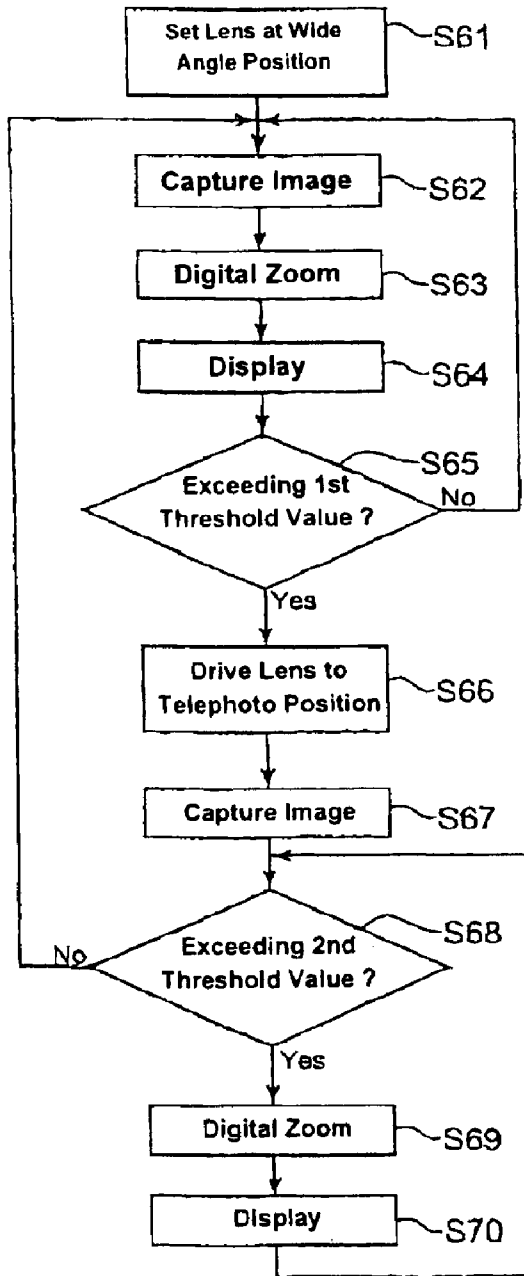 Set Lens at Wide
Angle Position
S61
Capture Image
S62
Digital Zoom
S63
Display
S64
S65
Exceeding 1st
Threshold Value ?
No
Yes
Drive Lens to
Telephoto Position
S66
Capture Image
S67
S68
Exceeding 2nd
Threshold Value ?
No
Yes
Digital Zoom
S69
Display
S70